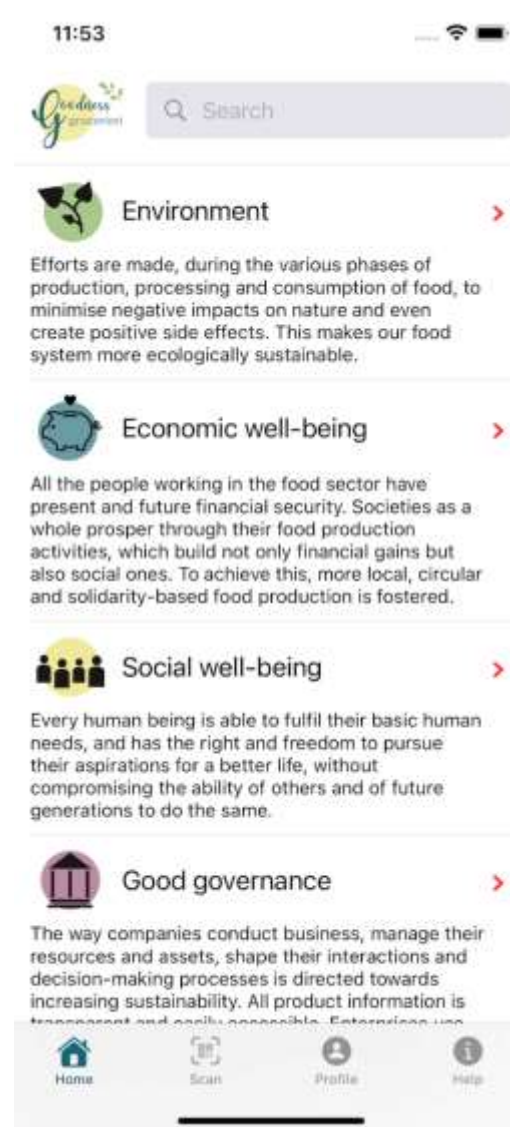 11:53
Goodness
Search
Environment
Efforts are made, during the various phases of
production, processing and consumption of food, to
minimise negative impacts on nature and even
create positive side effects. This makes our food
system more ecologically sustainable.
Economic well-being
All the people working in the food sector have
present and future financial security. Societies as a
whole prosper through their food production
activities, which build not only financial gains but
also social ones. To achieve this, more local, circular
and solidarity-based food production is fostered.
Social well-being
Every human being is able to fulfil their basic human
needs, and has the right and freedom to pursue
their aspirations for a better life, without
compromising the ability of others and of future
generations to do the same.
Good governance
The way companies conduct business, manage their
resources and assets, shape their interactions and
decision-making processes is directed towards
increasing sustainability. All product information is
transparent and easily accessible. Enterprises use
Home
Scan
Profile
Help